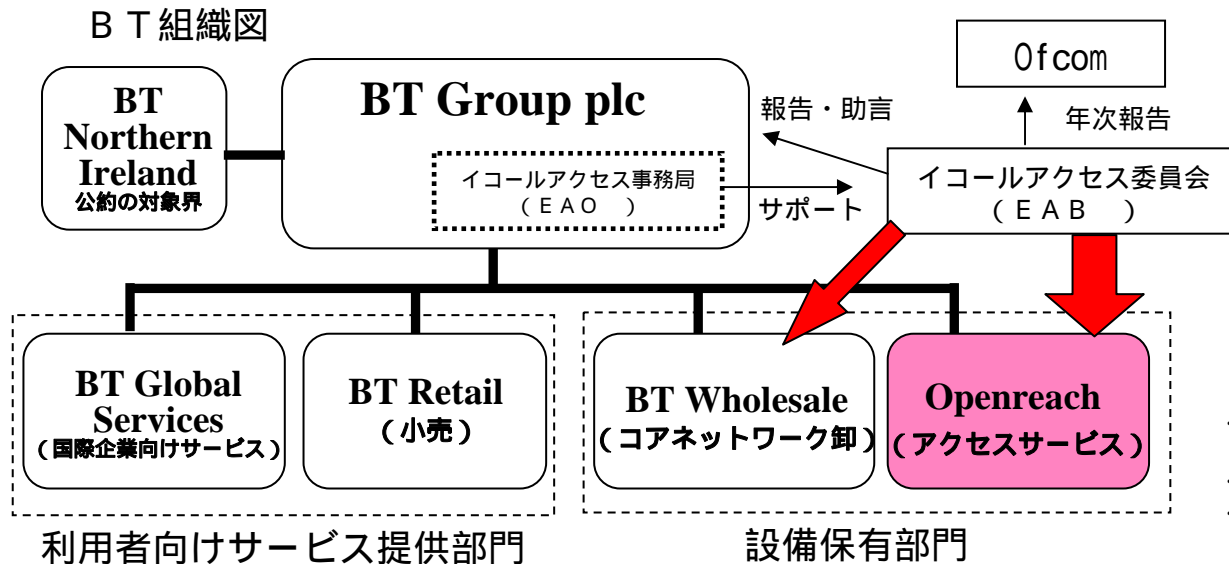 ＢＴ組織図
Ofcom
BT
Northern
Ireland
公約の対象界
BT Group plc
報告・助言
年次報告
イコールアクセス事務局
（ＥＡＯ　）
サポート
イコールアクセス委員会
（ＥＡＢ　）
BT Global
Services
（国際企業向けサービス）
BT Retail
（小売）
BT Wholesale
（コアネットワーク卸）
Openreach
（アクセスサービス）
利用者向けサービス提供部門
設備保有部門